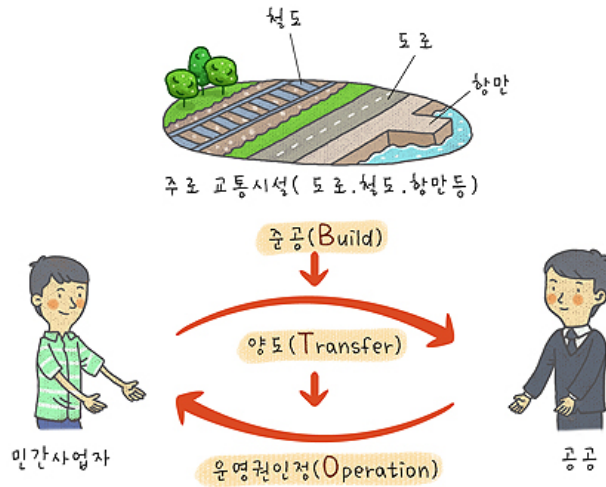 철도
도로
항만
주로 교통시설( 도로.철도.항만등)
준공(Build)
양도(Transfer)
민간사업자
공공
운영권인정(Operation)